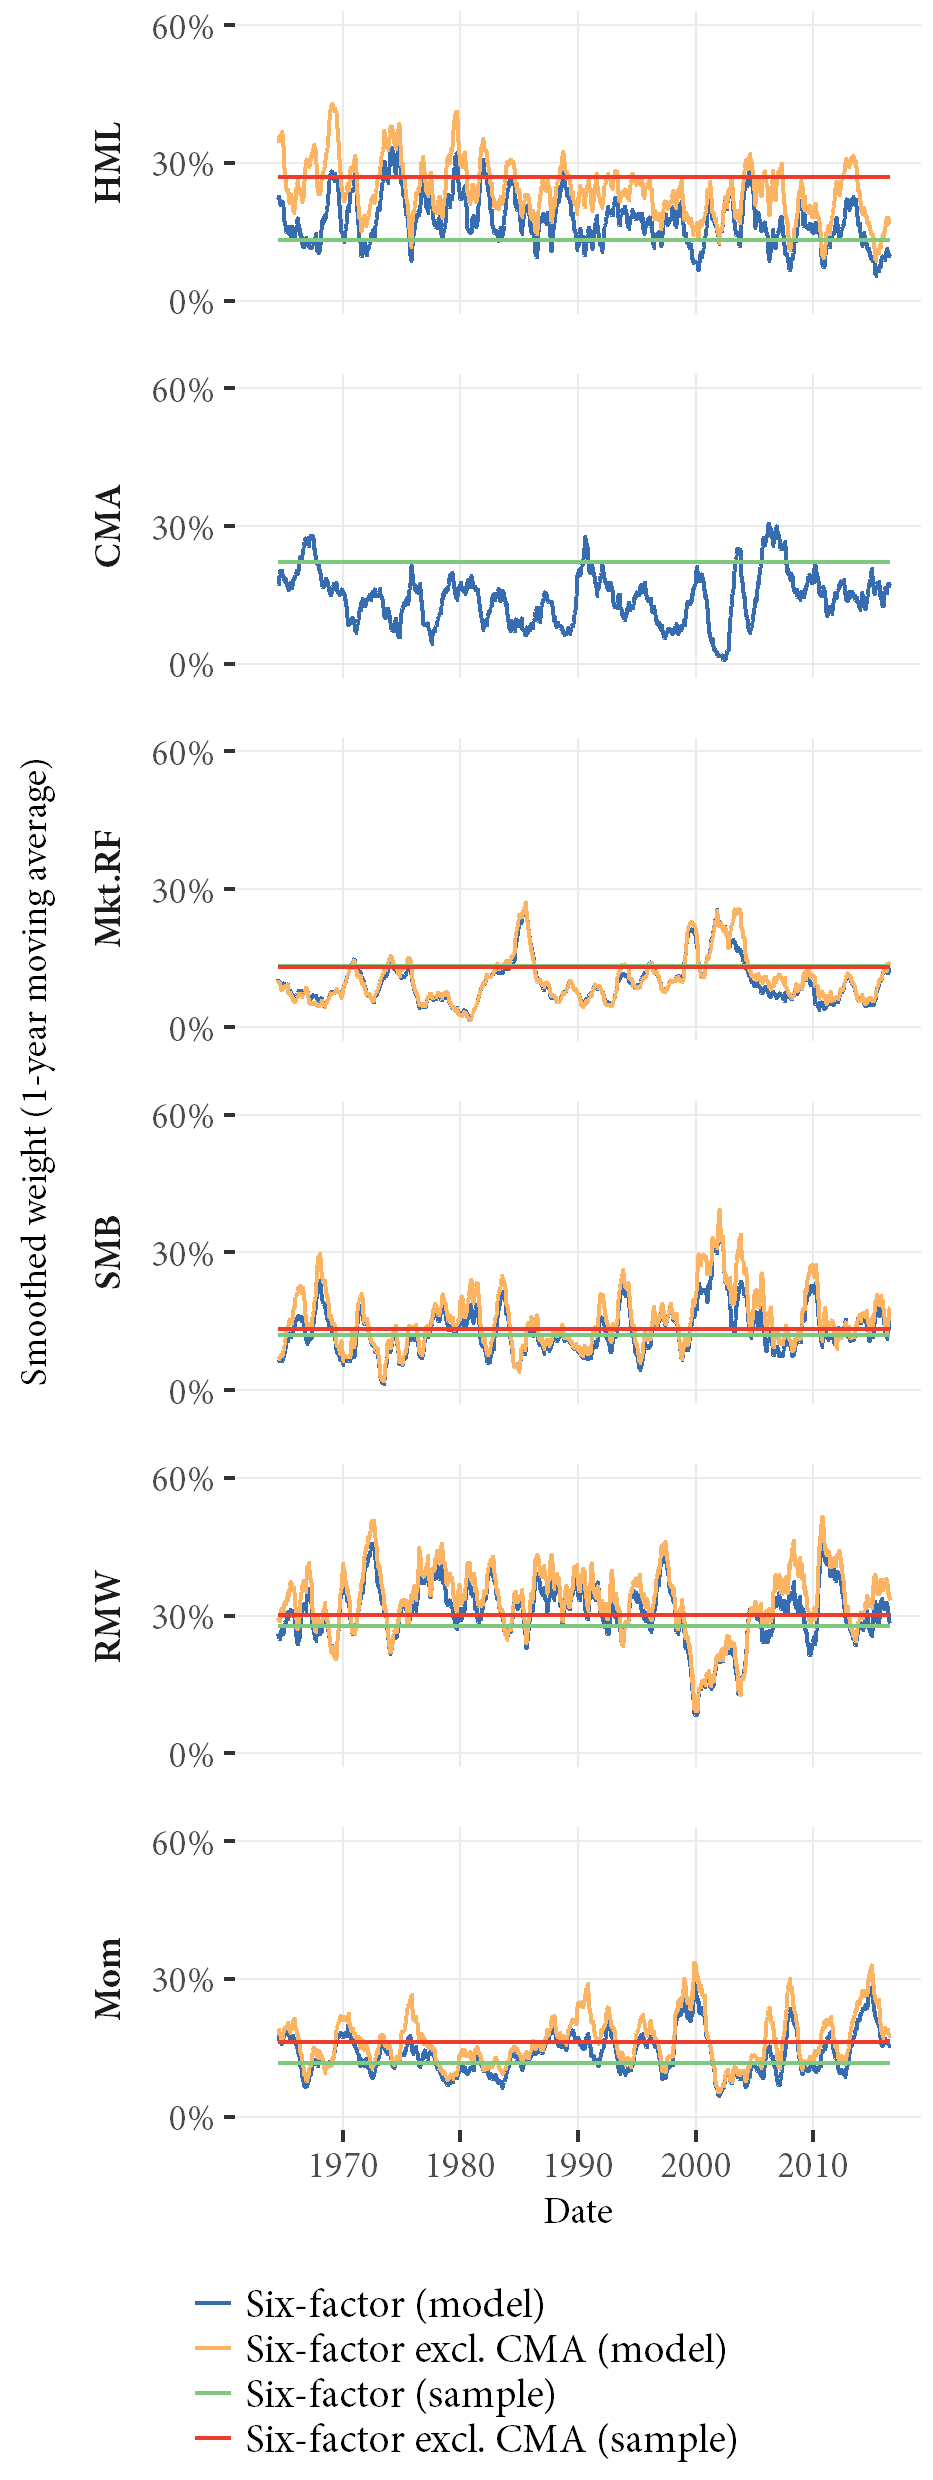 Smoothed weight (1-year moving average)
HML
60%
30%
0%
CMA
60%
30%
0%
Mkt.RF
60%
30%
0%
SMB
60%
30%
0%
RMW
60%
30%
0%
Mom
60%
30%
0%
1970 1980 1990 2000 2010
Date
Six-factor (model)
Six-factor excl. CMA (model)
Six-factor (sample)
Six-factor excl. CMA (sample)